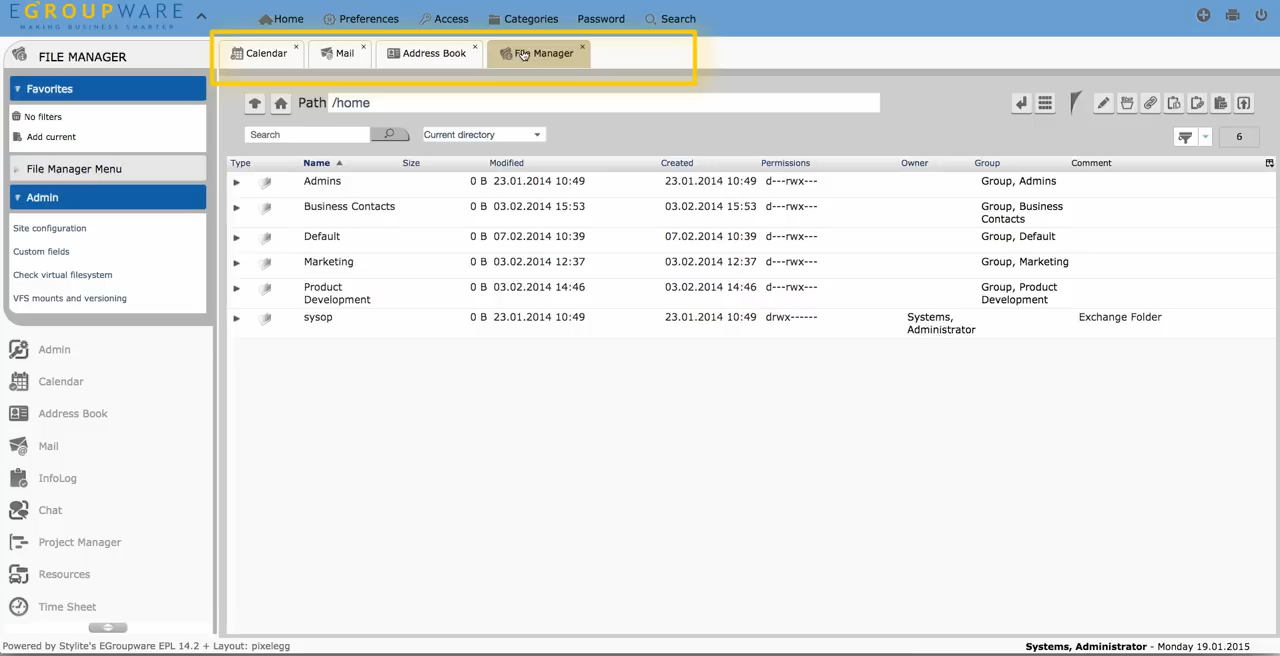 EGROUPWARE
MAKING BUSINESS SMARTER
Home Preferences Access Categories Password Search
Calendar Mail Address Book File Manager
FILE MANAGER
Favorites
No filters
Add current
File Manager Menu
Admin
Site configuration
Custom fields
Check virtual filesystem
VFS mounts and versioning
Admin
Calendar
Address Book
Mail
InfoLog
Chat
Project Manager
Resources
Time Sheet
Path /home
Search Current directory 6
Type Name Size Modified Created Permissions Owner Group Comment
Admins 0 B 23.01.2014 10:49 23.01.2014 10:49 d---rwx--- Group, Admins
Business Contacts 0 B 03.02.2014 15:53 03.02.2014 15:53 d---rwx--- Group, Business
Contacts
Default 0 B 07.02.2014 10:39 07.02.2014 10:39 d---rwx--- Group, Default
Marketing 0 B 03.02.2014 12:37 03.02.2014 12:37 d---rwx--- Group, Marketing
Product 0 B 03.02.2014 14:46 03.02.2014 14:46 d---rwx--- Group, Product
Development Development
sysop 0 B 23.01.2014 10:49 23.01.2014 10:49 drwx------ Systems, Exchange Folder
Administrator
Powered by Stylite's EGroupware EPL 14.2 + Layout: pixelegg
Systems, Administrator - Monday 19.01.2015